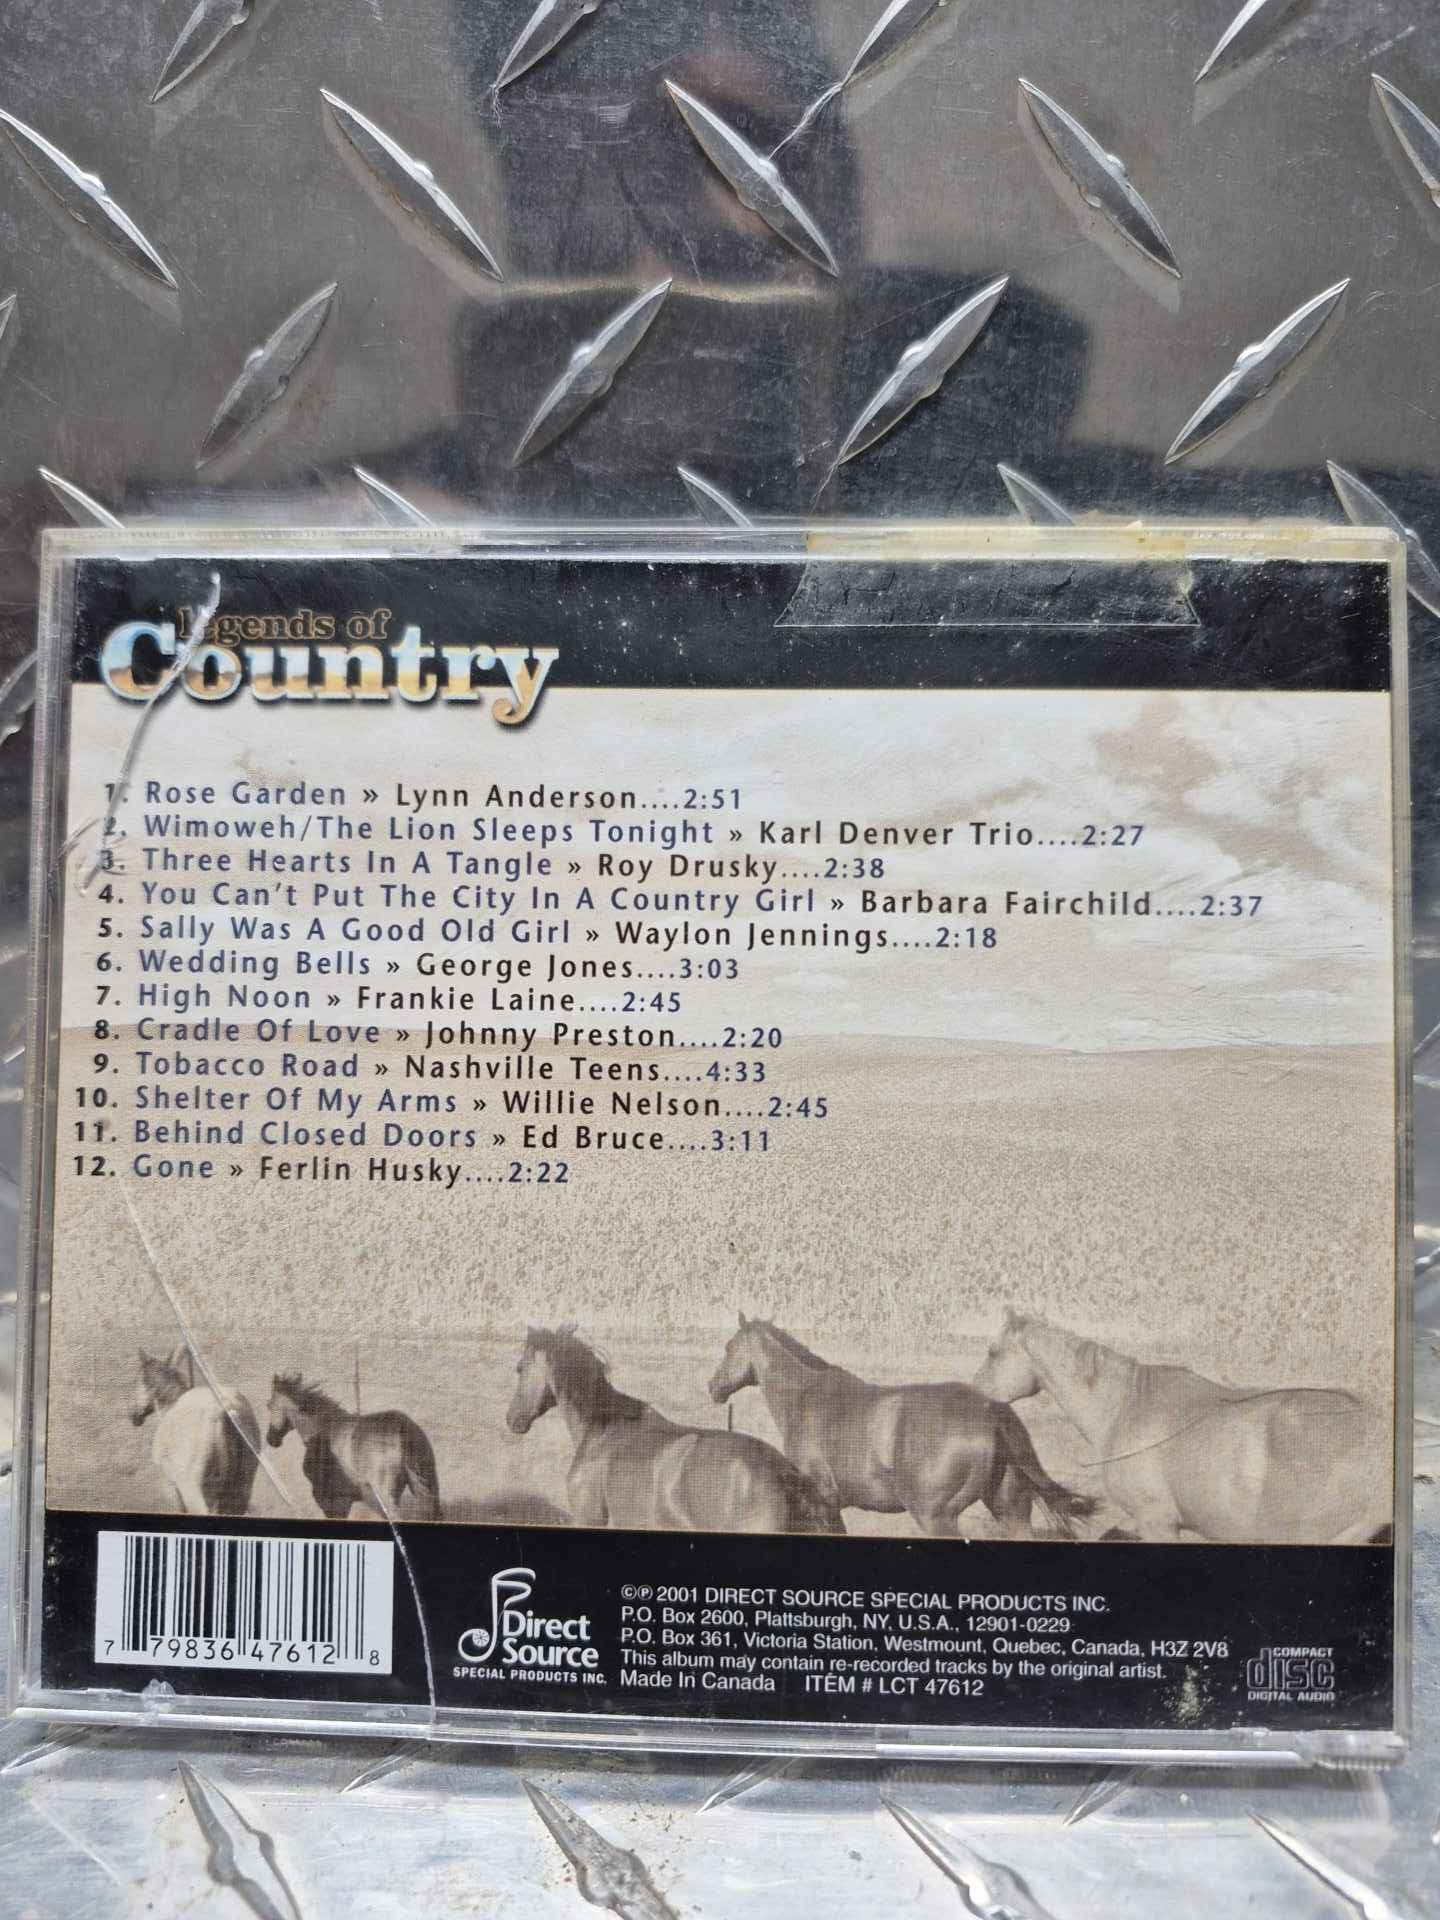 legends of
Country
1. Rose Garden » Lynn Anderson....2:51
2. Wimoweh/The Lion Sleeps Tonight » Karl Denver Trio....2:27
3. Three Hearts In A Tangle » Roy Drusky....2:38
4. You Can't Put The City In A Country Girl » Barbara Fairchild....2:37
5. Sally Was A Good Old Girl » Waylon Jennings....2:18
6. Wedding Bells » George Jones....3:03
7. High Noon » Frankie Laine....2:45
8. Cradle Of Love » Johnny Preston....2:20
9. Tobacco Road » Nashville Teens....4:33
10. Shelter Of My Arms » Willie Nelson....2:45
11. Behind Closed Doors » Ed Bruce....3:11
12. Gone » Ferlin Husky....2:22
7 79836 47612 8
Direct
Source
SPECIAL PRODUCTS INC.
©℗ 2001 DIRECT SOURCE SPECIAL PRODUCTS INC.
P.O. Box 2600, Plattsburgh, NY, U.S.A., 12901-0229
P.O. Box 361, Victoria Station, Westmount, Quebec, Canada, H3Z 2V8
This album may contain re-recorded tracks by the original artist.
Made In Canada ITEM # LCT 47612
COMPACT
disc
DIGITAL AUDIO